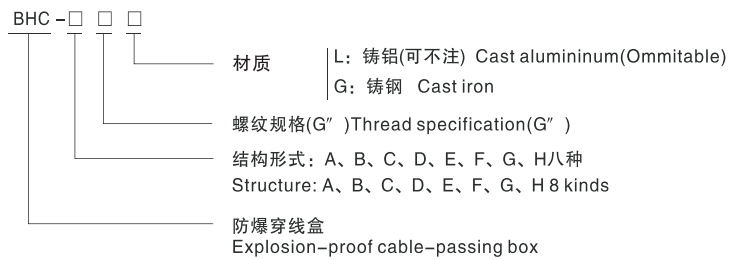 BHC-□ □ □
材质
L：铸铝(可不注) Cast alumininum(Ommitable)
G：铸钢 Cast iron
螺纹规格(G″)Thread specification(G″)
结构形式：A、B、C、D、E、F、G、H八种
Structure: A、B、C、D、E、F、G、H 8 kinds
防爆穿线盒
Explosion-proof cable-passing box